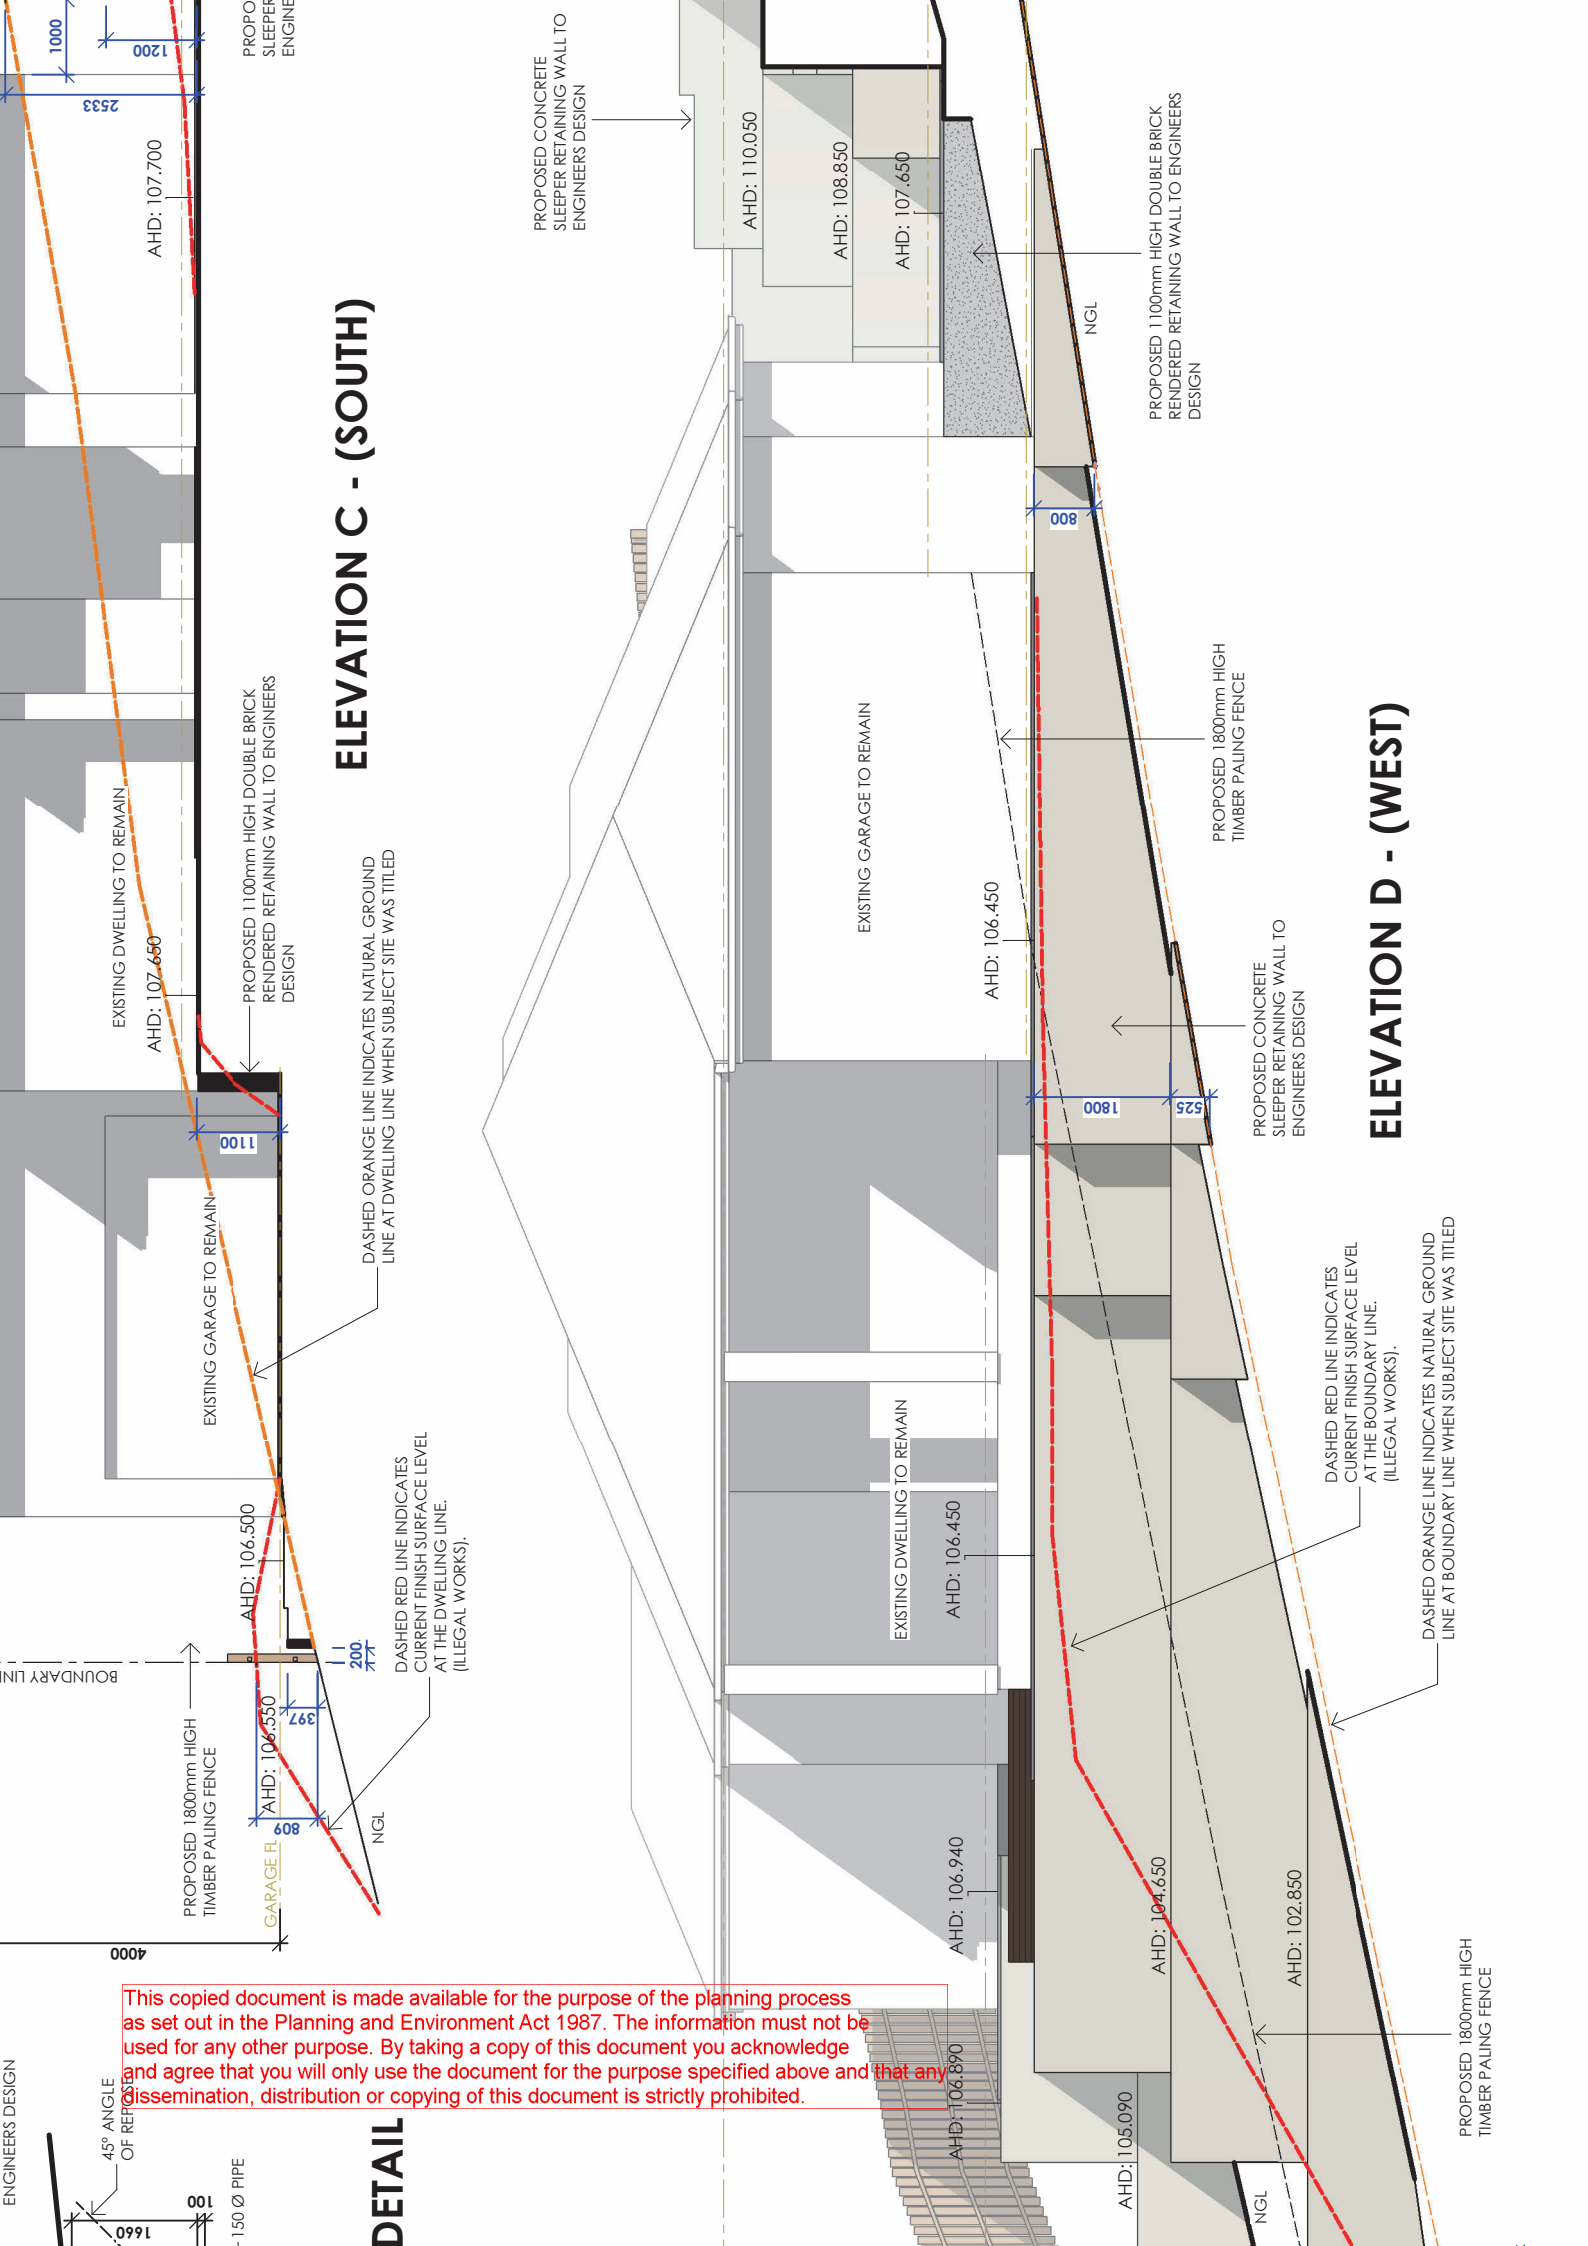 1000
1200
2533
PROPO
SLEEPER
ENGINE
AHD: 107.700
EXISTING DWELLING TO REMAIN
AHD: 107.650
PROPOSED 1100mm HIGH DOUBLE BRICK
RENDERED RETAINING WALL TO ENGINEERS
DESIGN
ELEVATION C - (SOUTH)
1100
EXISTING GARAGE TO REMAIN
DASHED ORANGE LINE INDICATES NATURAL GROUND
LINE AT DWELLING LINE WHEN SUBJECT SITE WAS TITLED
AHD: 106.500
BOUNDARY LINE
200
397
AHD: 106.550
809
PROPOSED 1800mm HIGH
TIMBER PALING FENCE
GARAGE FL
4000
NGL
DASHED RED LINE INDICATES
CURRENT FINISH SURFACE LEVEL
AT THE DWELLING LINE.
(ILLEGAL WORKS).
PROPOSED CONCRETE
SLEEPER RETAINING WALL TO
ENGINEERS DESIGN
AHD: 110.050
AHD: 108.850
AHD: 107.650
PROPOSED 1100mm HIGH DOUBLE BRICK
RENDERED RETAINING WALL TO ENGINEERS
DESIGN
NGL
800
EXISTING GARAGE TO REMAIN
AHD: 106.450
PROPOSED 1800mm HIGH
TIMBER PALING FENCE
PROPOSED CONCRETE
SLEEPER RETAINING WALL TO
ENGINEERS DESIGN
1800
525
ELEVATION D - (WEST)
EXISTING DWELLING TO REMAIN
AHD: 106.450
DASHED RED LINE INDICATES
CURRENT FINISH SURFACE LEVEL
AT THE BOUNDARY LINE.
(ILLEGAL WORKS).
DASHED ORANGE LINE INDICATES NATURAL GROUND
LINE AT BOUNDARY LINE WHEN SUBJECT SITE WAS TITLED
AHD: 106.940
AHD: 104.650
AHD: 102.850
AHD: 106.890
AHD: 105.090
NGL
PROPOSED 1800mm HIGH
TIMBER PALING FENCE
This copied document is made available for the purpose of the planning process
as set out in the Planning and Environment Act 1987. The information must not be
used for any other purpose. By taking a copy of this document you acknowledge
and agree that you will only use the document for the purpose specified above and that any
dissemination, distribution or copying of this document is strictly prohibited.
ENGINEERS DESIGN
45° ANGLE
OF REPOSE
100
1660
150 Ø PIPE
DETAIL